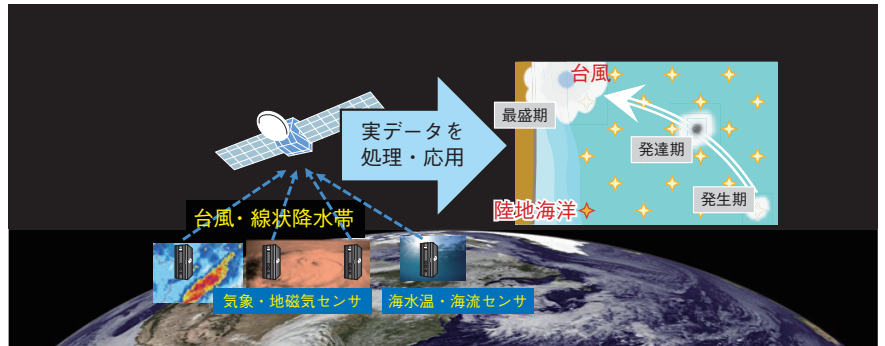 実データを
処理・応用
台風
最盛期
発達期
発生期
陸地海洋
台風・線状降水帯
気象・地磁気センサ
海水温・海流センサ